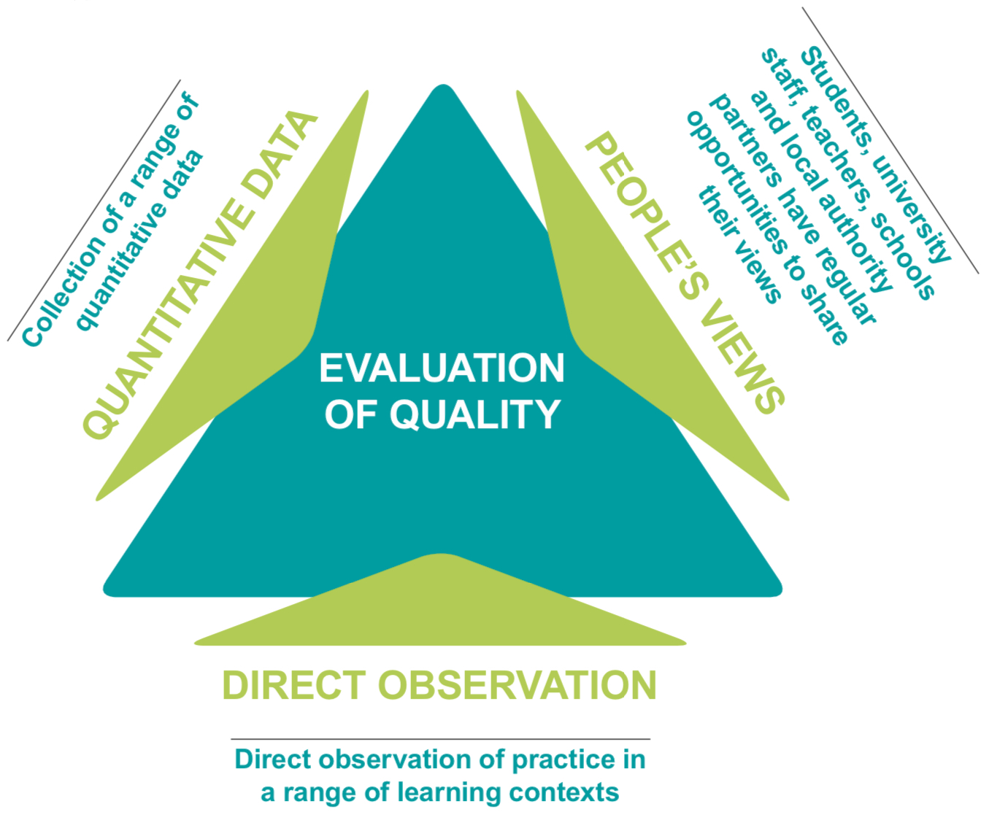 Collection of a range of
quantitative data
QUANTITATIVE DATA
PEOPLE'S VIEWS
Students, university
staff, teachers, schools
and local authority
partners have regular
opportunities to share
their views
EVALUATION
OF QUALITY
DIRECT OBSERVATION
Direct observation of practice in
a range of learning contexts